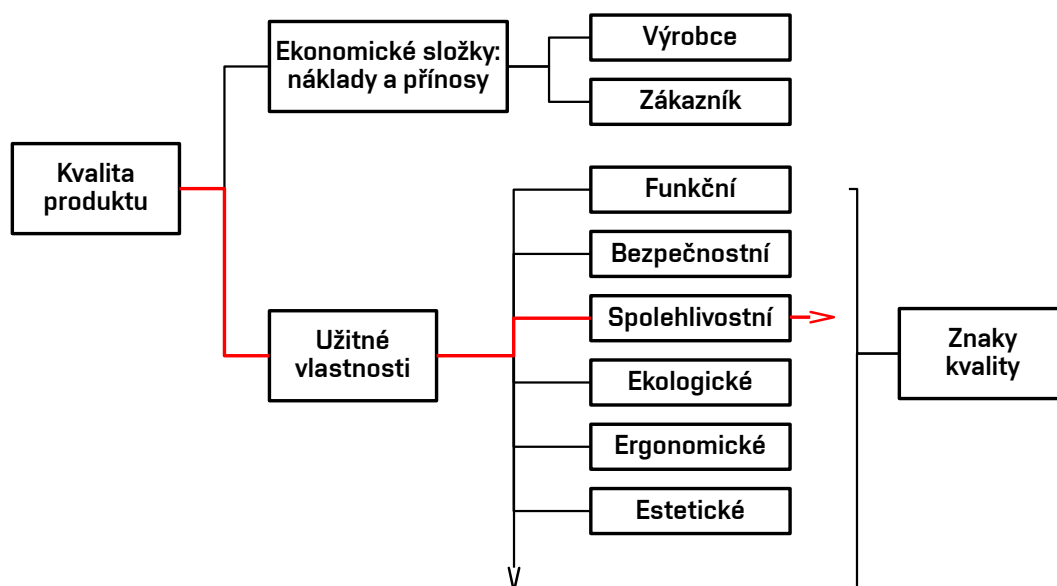 Kvalita
produktu
Ekonomické složky:
náklady a přínosy
Výrobce
Zákazník
Užitné
vlastnosti
Funkční
Bezpečnostní
Spolehlivostní
Ekologické
Ergonomické
Estetické
Znaky
kvality